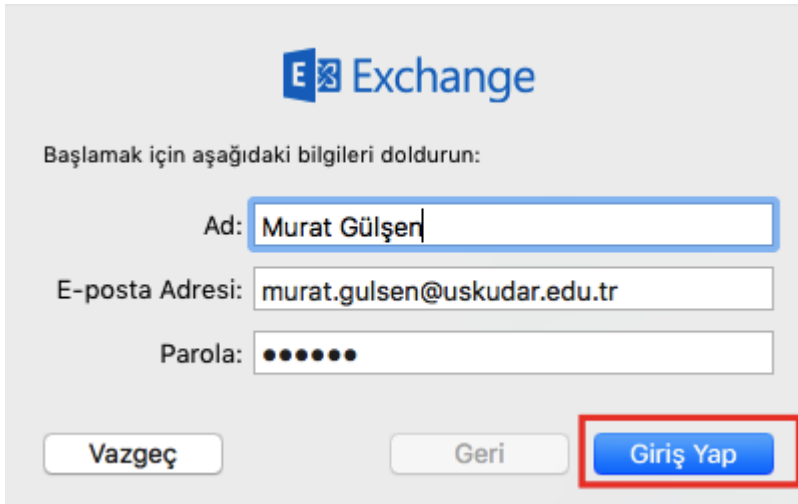 Exchange
Başlamak için aşağıdaki bilgileri doldurun:
Ad: Murat Gülşen
E-posta Adresi: murat.gulsen@uskudar.edu.tr
Parola: ●●●●●●
Vazgeç Geri Giriş Yap